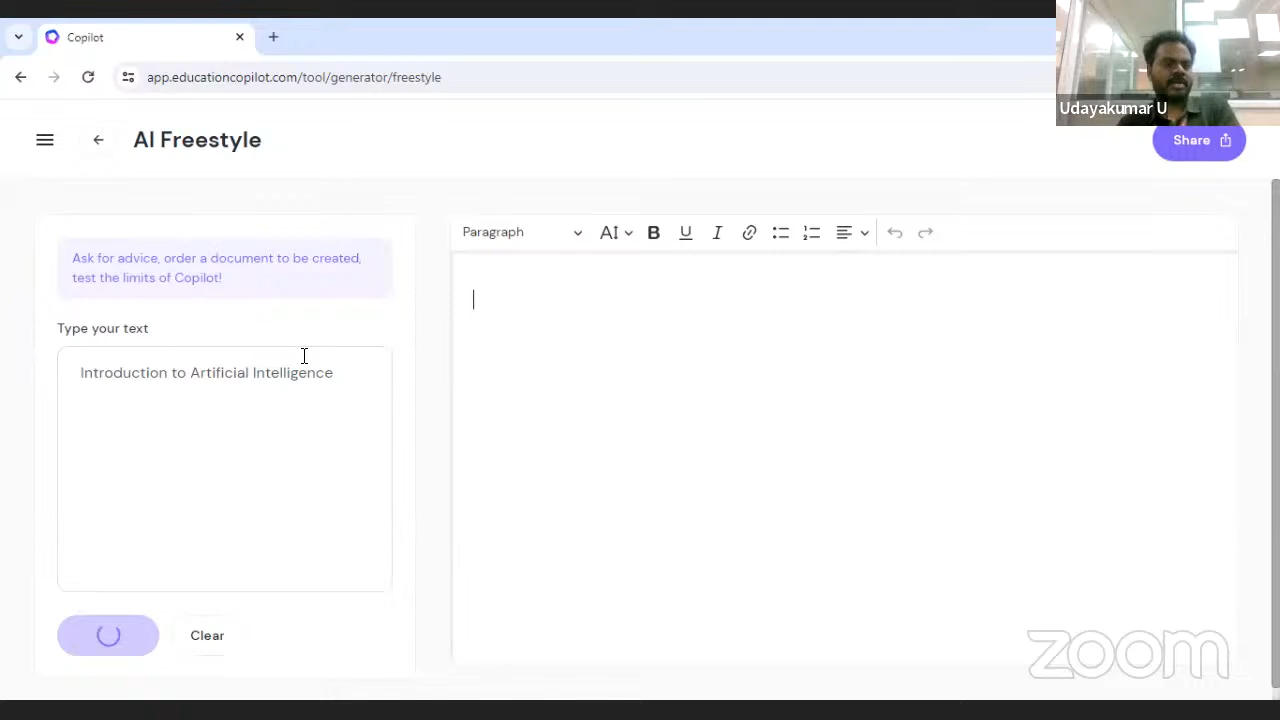 Copilot
app.educationcopilot.com/tool/generator/freestyle
Udayakumar U
AI Freestyle
Share
Ask for advice, order a document to be created,
test the limits of Copilot!
Type your text
Introduction to Artificial Intelligence
Clear
Paragraph
AI
B
U
I
zoom